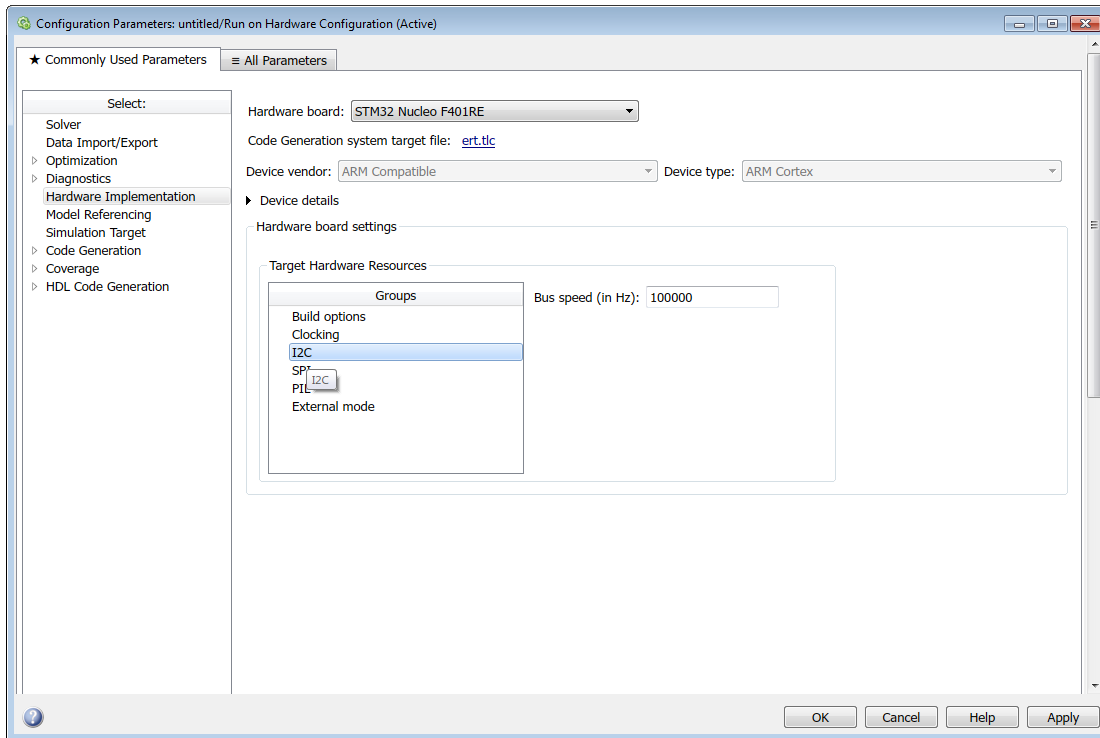 Configuration Parameters: untitled/Run on Hardware Configuration (Active)
★ Commonly Used Parameters
≡ All Parameters
Select:
Solver
Data Import/Export
Optimization
Diagnostics
Hardware Implementation
Model Referencing
Simulation Target
Code Generation
Coverage
HDL Code Generation
Hardware board: STM32 Nucleo F401RE
Code Generation system target file: ert.tlc
Device vendor: ARM Compatible Device type: ARM Cortex
Device details
Hardware board settings
Target Hardware Resources
Groups
Build options
Clocking
I2C
SPI
I2C
PIL
External mode
Bus speed (in Hz): 100000
OK Cancel Help Apply